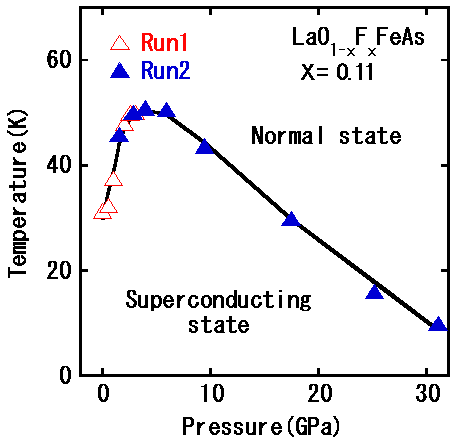 LaO1-xFxFeAs
X=0.11
Run1
Run2
Normal state
Superconducting
state
Temperature(K)
60
40
20
0
0 10 20 30
Pressure(GPa)